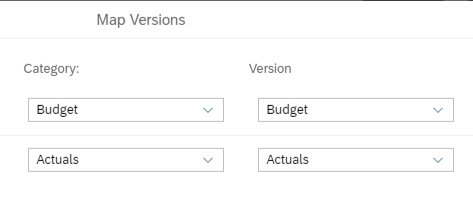 Map Versions
Category: Version
Budget Budget
Actuals Actuals